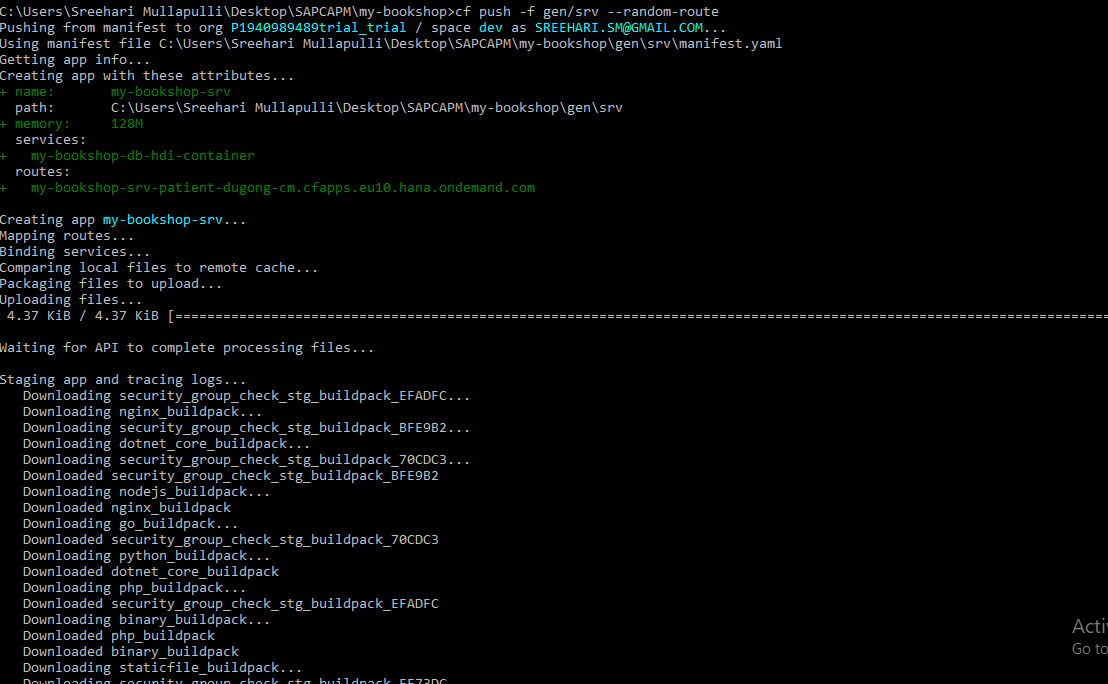 C:\Users\Sreehari Mullapulli\Desktop\SAPCAPM\my-bookshop>cf push -f gen/srv --random-route
Pushing from manifest to org P1940989489trial_trial / space dev as SREEHARI.SM@GMAIL.COM...
Using manifest file C:\Users\Sreehari Mullapulli\Desktop\SAPCAPM\my-bookshop\gen\srv\manifest.yaml
Getting app info...
Creating app with these attributes...
+ name:       my-bookshop-srv
  path:       C:\Users\Sreehari Mullapulli\Desktop\SAPCAPM\my-bookshop\gen\srv
+ memory:     128M
  services:
+   my-bookshop-db-hdi-container
  routes:
+   my-bookshop-srv-patient-dugong-cm.cfapps.eu10.hana.ondemand.com
Creating app my-bookshop-srv...
Mapping routes...
Binding services...
Comparing local files to remote cache...
Packaging files to upload...
Uploading files...
 4.37 KiB / 4.37 KiB [=====================================================================================================================
Waiting for API to complete processing files...
Staging app and tracing logs...
   Downloading security_group_check_stg_buildpack_EFADFC...
   Downloading nginx_buildpack...
   Downloading security_group_check_stg_buildpack_BFE9B2...
   Downloading dotnet_core_buildpack...
   Downloading security_group_check_stg_buildpack_70CDC3...
   Downloaded security_group_check_stg_buildpack_BFE9B2
   Downloading nodejs_buildpack...
   Downloaded nginx_buildpack
   Downloading go_buildpack...
   Downloaded security_group_check_stg_buildpack_70CDC3
   Downloading python_buildpack...
   Downloaded dotnet_core_buildpack
   Downloading php_buildpack...
   Downloaded security_group_check_stg_buildpack_EFADFC
   Downloading binary_buildpack...
   Downloaded php_buildpack
   Downloaded binary_buildpack
   Downloading staticfile_buildpack...
   Downloading security_group_check_stg_buildpack
Activ
Go to